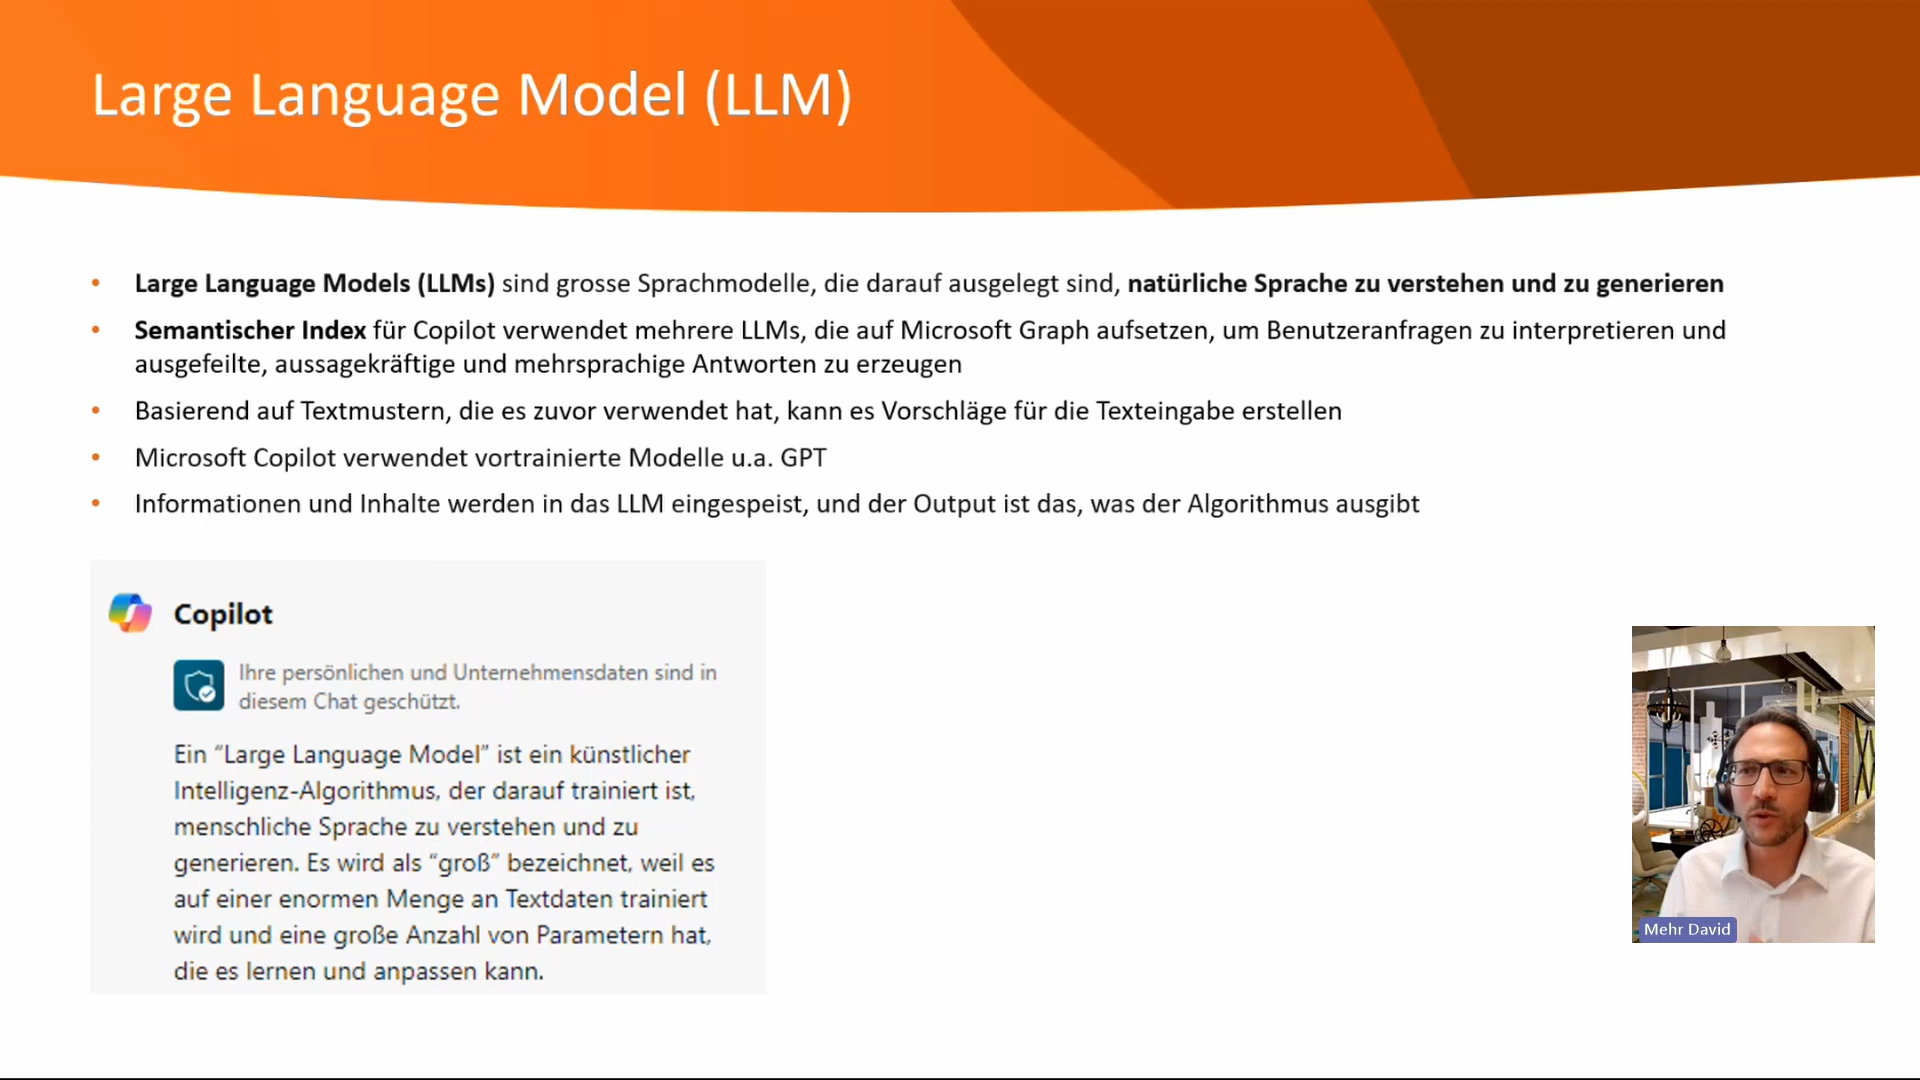 Large Language Model (LLM)
• Large Language Models (LLMs) sind grosse Sprachmodelle, die darauf ausgelegt sind, natürliche Sprache zu verstehen und zu generieren
• Semantischer Index für Copilot verwendet mehrere LLMs, die auf Microsoft Graph aufsetzen, um Benutzeranfragen zu interpretieren und
ausgefeilte, aussagekräftige und mehrsprachige Antworten zu erzeugen
• Basierend auf Textmustern, die es zuvor verwendet hat, kann es Vorschläge für die Texteingabe erstellen
• Microsoft Copilot verwendet vortrainierte Modelle u.a. GPT
• Informationen und Inhalte werden in das LLM eingespeist, und der Output ist das, was der Algorithmus ausgibt
Copilot
Ihre persönlichen und Unternehmensdaten sind in
diesem Chat geschützt.
Ein “Large Language Model” ist ein künstlicher
Intelligenz-Algorithmus, der darauf trainiert ist,
menschliche Sprache zu verstehen und zu
generieren. Es wird als “groß” bezeichnet, weil es
auf einer enormen Menge an Textdaten trainiert
wird und eine große Anzahl von Parametern hat,
die es lernen und anpassen kann.
Mehr David